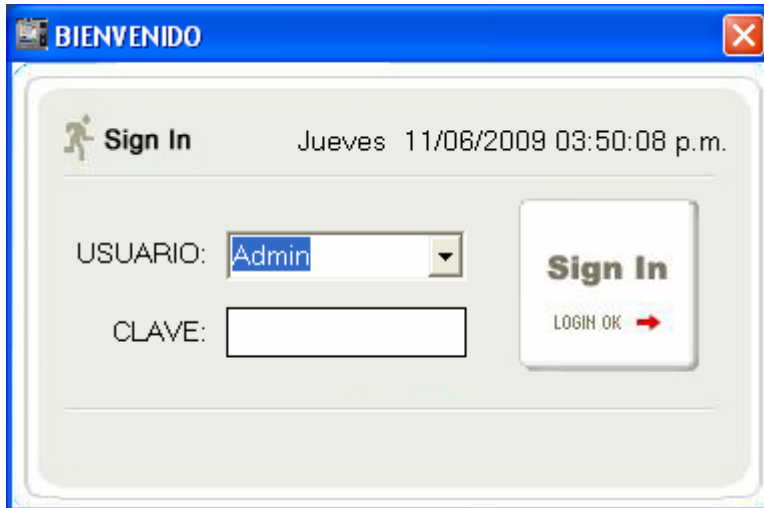 BIENVENIDO
Sign In Jueves 11/06/2009 03:50:08 p.m.
USUARIO: Admin
Sign In
LOGIN OK
CLAVE: